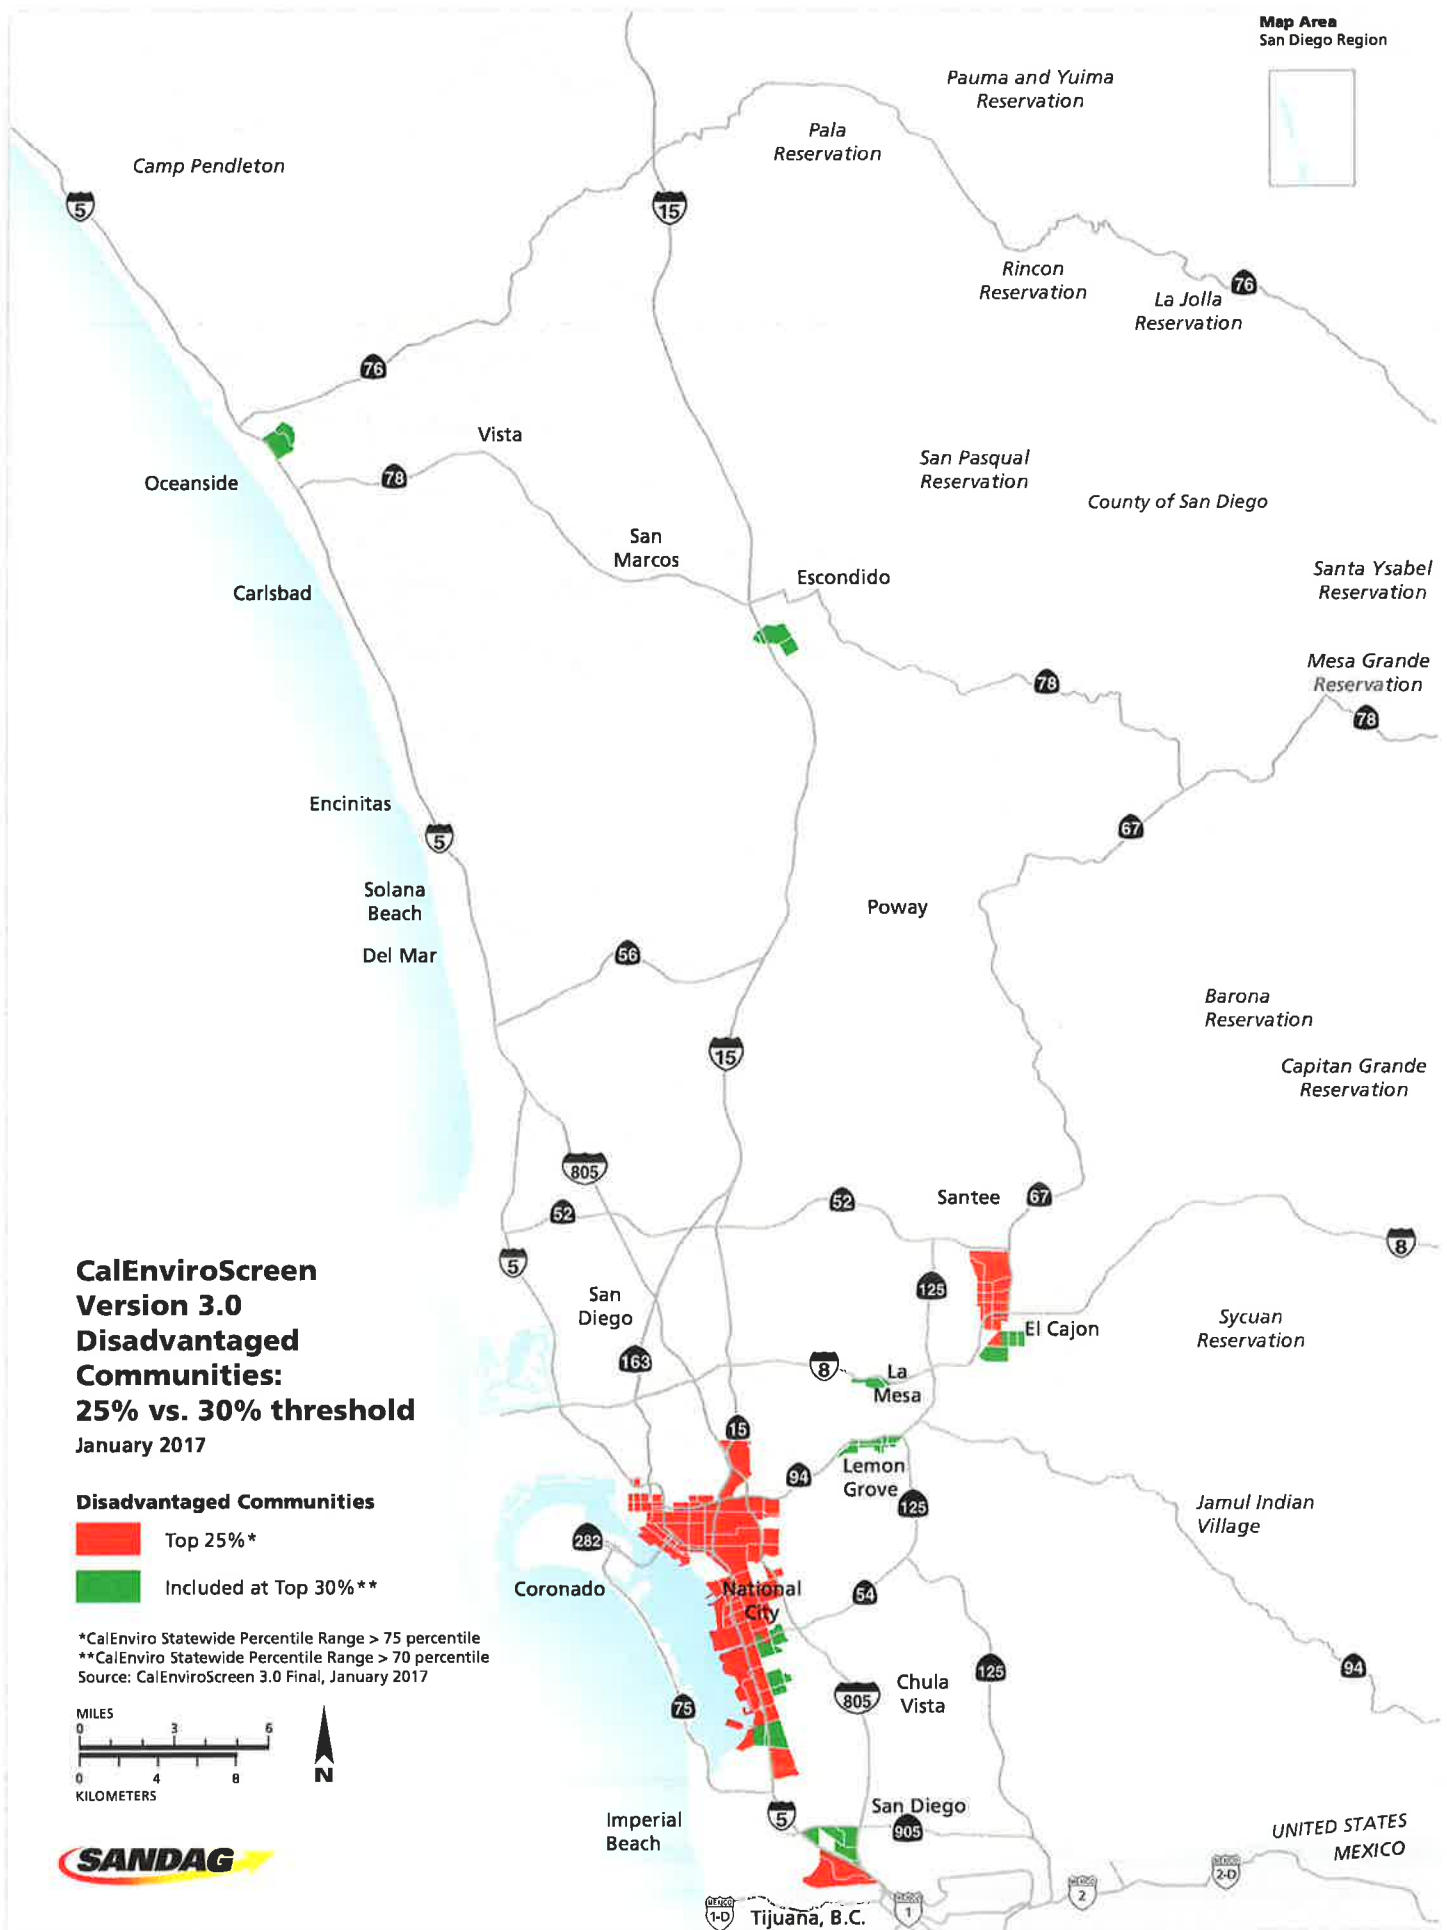 Map Area
San Diego Region
Pauma and Yuima
Reservation
Pala
Reservation
Camp Pendleton
5
15
Rincon
Reservation
76
La Jolla
Reservation
76
Vista
San Pasqual
Reservation
78
Oceanside
County of San Diego
San
Marcos
Escondido
Santa Ysabel
Reservation
Carlsbad
Mesa Grande
Reservation
78
78
Encinitas
67
5
Solana
Beach
Poway
Del Mar
56
Barona
Reservation
15
Capitan Grande
Reservation
805
52
52
Santee
67
8
5
125
San
Diego
El Cajon
Sycuan
Reservation
163
8
La
Mesa
15
94
Lemon
Grove
125
Jamul Indian
Village
282
Coronado
National
City
54
94
125
Chula
Vista
805
75
5
San Diego
905
Imperial
Beach
UNITED STATES
MEXICO
MEXICO
2-D
MEXICO
2
MEXICO
1
MEXICO
1-D
Tijuana, B.C.
CalEnviroScreen
Version 3.0
Disadvantaged
Communities:
25% vs. 30% threshold
January 2017
Disadvantaged Communities
Top 25%*
Included at Top 30%**
*CalEnviro Statewide Percentile Range > 75 percentile
**CalEnviro Statewide Percentile Range > 70 percentile
Source: CalEnviroScreen 3.0 Final, January 2017
MILES
0 3 6
0 4 8
KILOMETERS
N
SANDAG